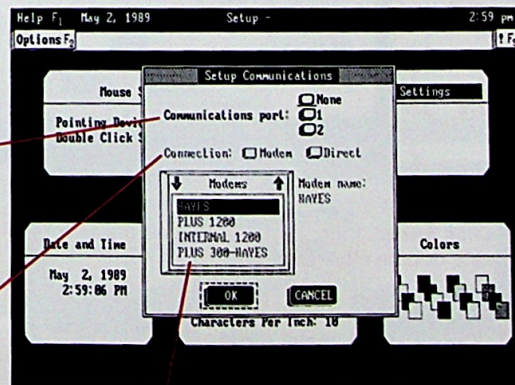 Help F1 May 2, 1989 Setup - 2:59 pm
Options F2
Setup Communications
Mouse
Settings
Pointing
Double Click
Communications port:
None
1
2
Connection: Modem Direct
Modems
Modem name:
HAYES
HAYES
PLUS 1200
INTERNAL 1200
PLUS 300-HAYES
Date and Time
Colors
May 2, 1989
2:59:06 PM
OK CANCEL
Characters Per Inch: 10